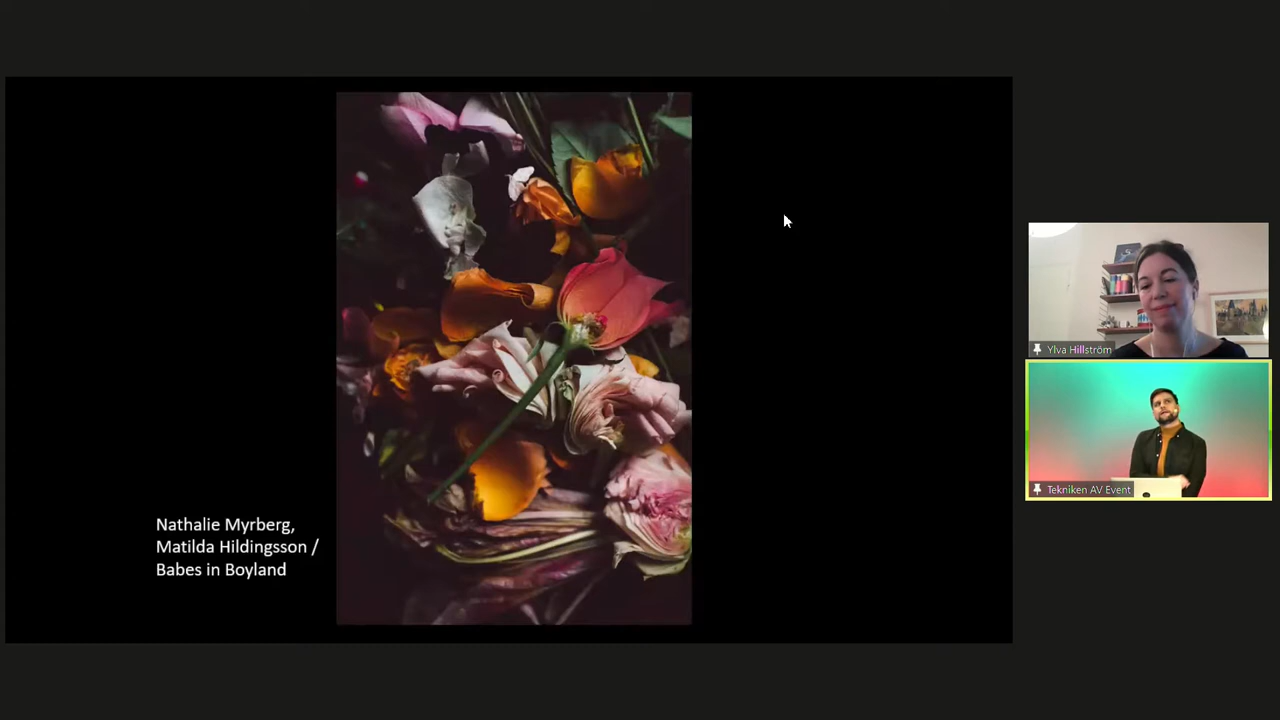 Nathalie Myrberg,
Matilda Hildingsson /
Babes in Boyland
Ylva Hillström
Tekniken AV Event